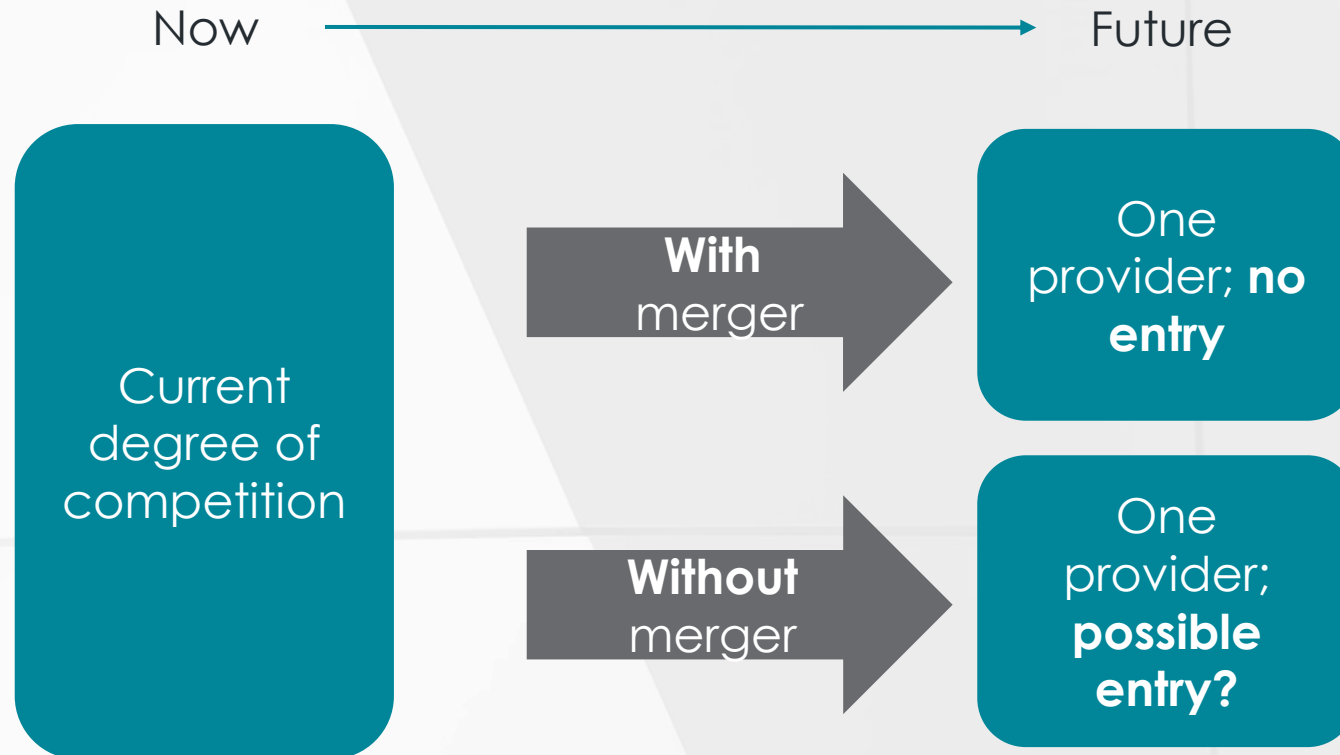 Now
Future
Current
degree of
competition
With
merger
One
provider; no
entry
Without
merger
One
provider;
possible
entry?